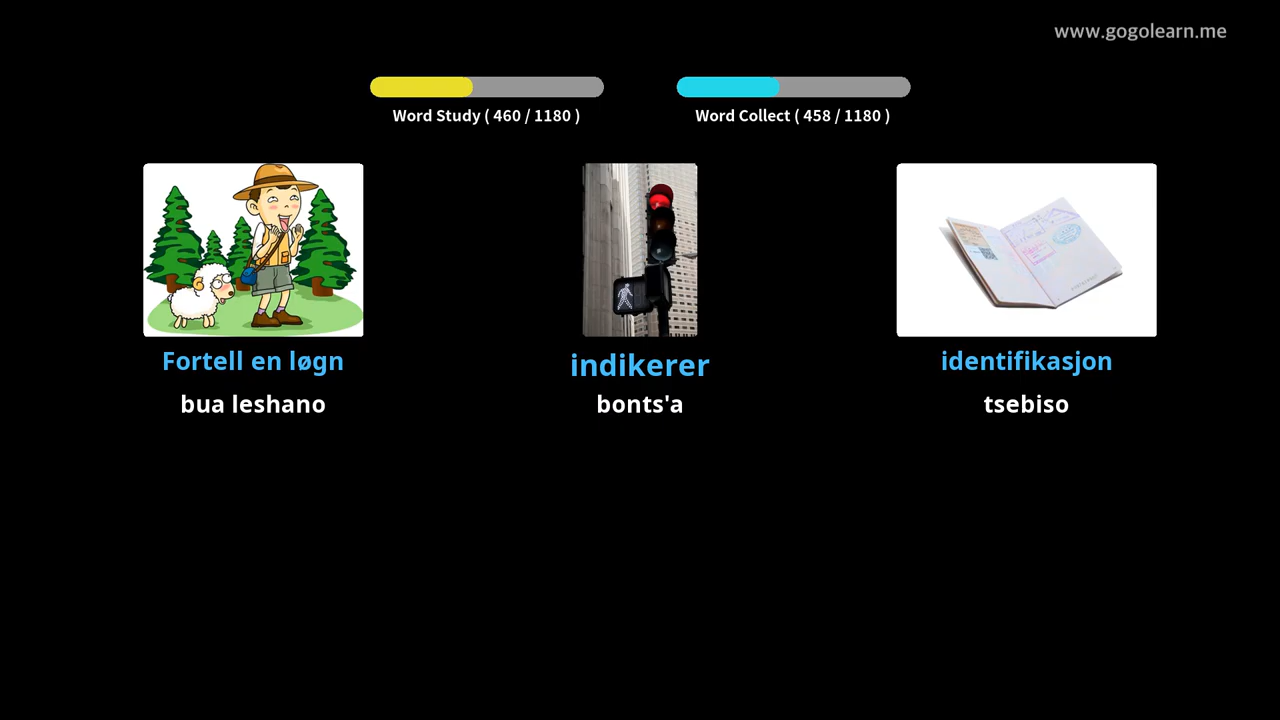 www.gogolearn.me
Word Study ( 460 / 1180 )
Word Collect ( 458 / 1180 )
Fortell en løgn
bua leshano
indikerer
bonts'a
identifikasjon
tsebiso